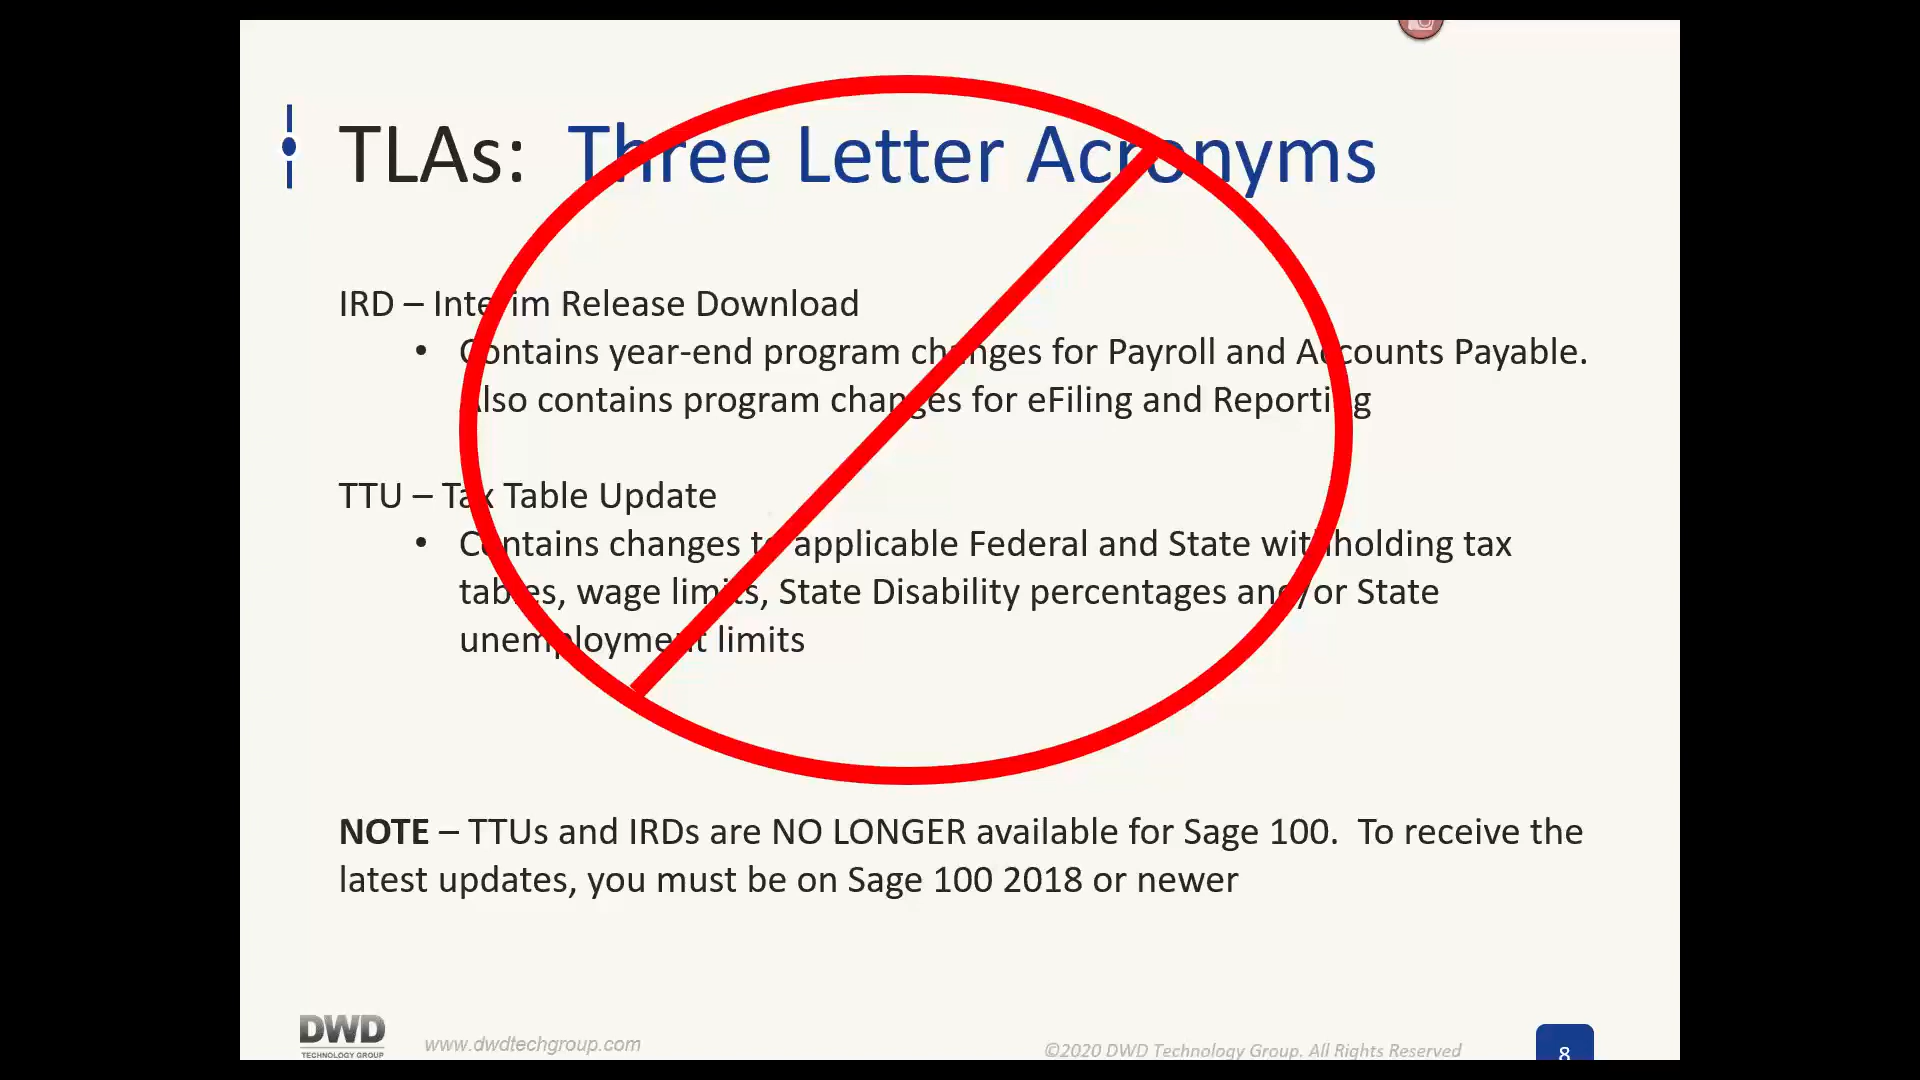 TLAs: Three Letter Acronyms
IRD – Interim Release Download
• Contains year-end program changes for Payroll and Accounts Payable.
Also contains program changes for eFiling and Reporting
TTU – Tax Table Update
• Contains changes to applicable Federal and State withholding tax
tables, wage limits, State Disability percentages and/or State
unemployment limits
NOTE – TTUs and IRDs are NO LONGER available for Sage 100. To receive the
latest updates, you must be on Sage 100 2018 or newer
DWD
TECHNOLOGY GROUP
www.dwdtechgroup.com
©2020 DWD Technology Group. All Rights Reserved
8